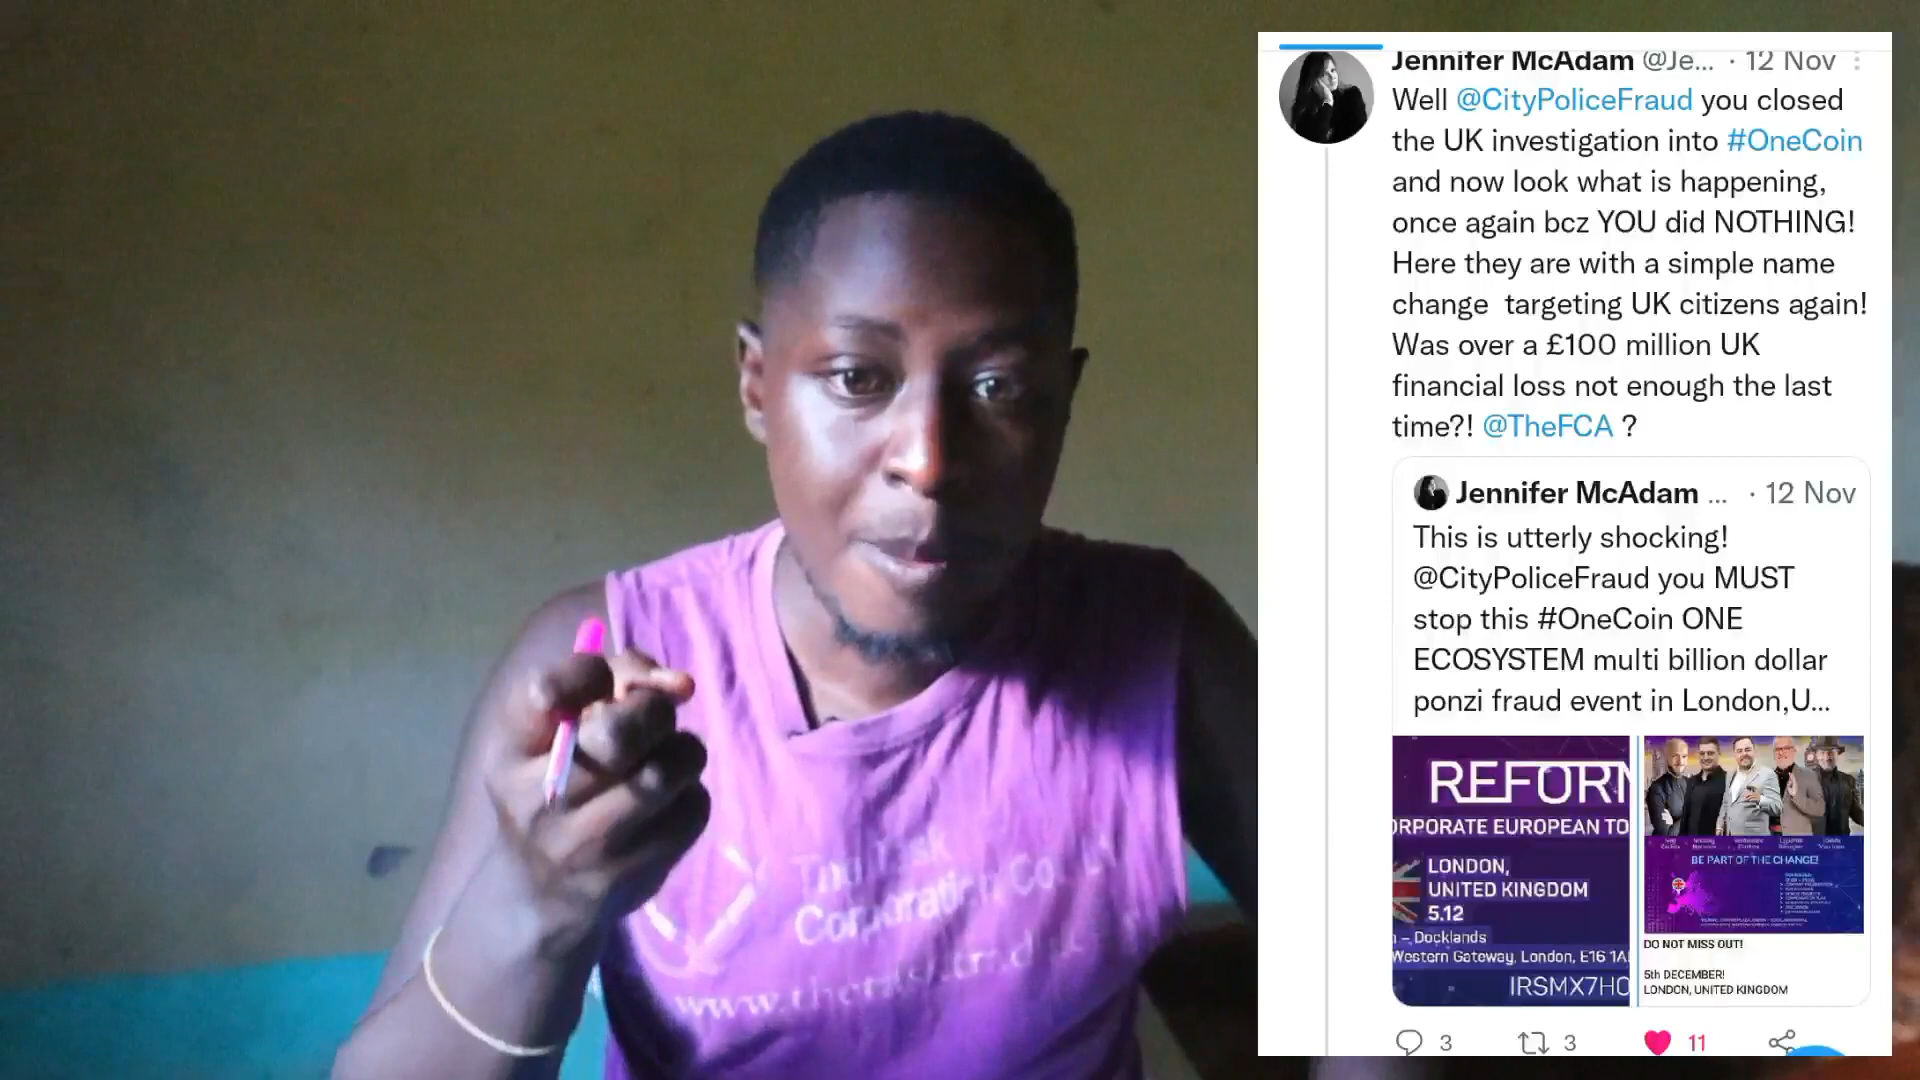 Jennifer McAdam @Je... · 12 Nov
Well @CityPoliceFraud you closed
the UK investigation into #OneCoin
and now look what is happening,
once again bcz YOU did NOTHING!
Here they are with a simple name
change targeting UK citizens again!
Was over a £100 million UK
financial loss not enough the last
time?! @TheFCA ?
Jennifer McAdam ... · 12 Nov
This is utterly shocking!
@CityPoliceFraud you MUST
stop this #OneCoin ONE
ECOSYSTEM multi billion dollar
ponzi fraud event in London,U...
REFOR
ORPORATE EUROPEAN TO
LONDON,
UNITED KINGDOM
5.12
- Docklands
Western Gateway, London, E16 1A
IRSMX7HO
BE PART OF THE CHANGE!
DO NOT MISS OUT!
5th DECEMBER!
LONDON, UNITED KINGDOM
3
3
11
Corporation